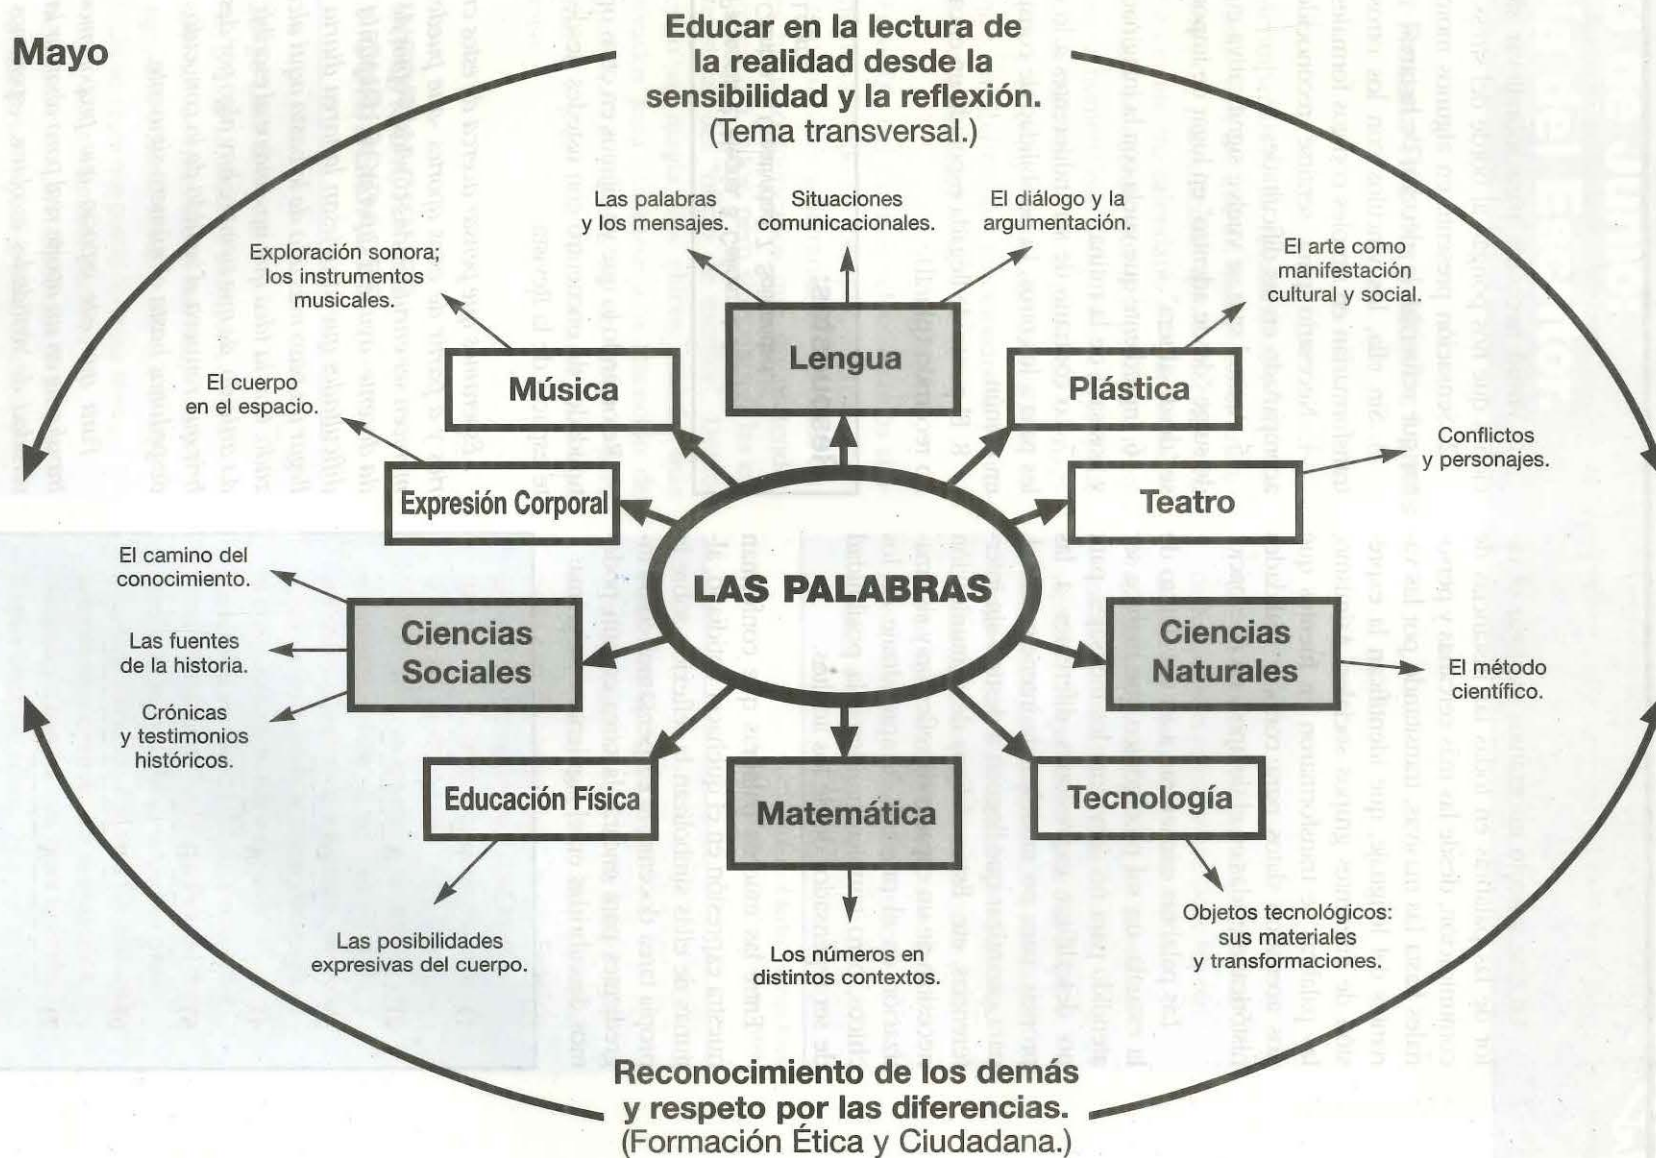 Mayo
Educar en la lectura de
la realidad desde la
sensibilidad y la reflexión.
(Tema transversal.)
Las palabras
y los mensajes.
Situaciones
comunicacionales.
El diálogo y la
argumentación.
Exploración sonora;
los instrumentos
musicales.
El arte como
manifestación
cultural y social.
Lengua
Música
Plástica
El cuerpo
en el espacio.
Conflictos
y personajes.
Expresión Corporal
Teatro
LAS PALABRAS
El camino del
conocimiento.
Las fuentes
de la historia.
Crónicas
y testimonios
históricos.
Ciencias
Sociales
Ciencias
Naturales
El método
científico.
Educación Física
Matemática
Tecnología
Las posibilidades
expresivas del cuerpo.
Los números en
distintos contextos.
Objetos tecnológicos:
sus materiales
y transformaciones.
Reconocimiento de los demás
y respeto por las diferencias.
(Formación Ética y Ciudadana.)